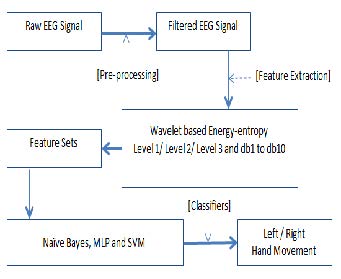 Raw EEG Signal
Filtered EEG Signal
[Pre-processing]
[Feature Extraction]
Wavelet based Energy-entropy
Level 1/ Level 2/ Level 3 and db1 to db10
Feature Sets
[Classifiers]
Naïve Bayes, MLP and SVM
Left / Right
Hand Movement